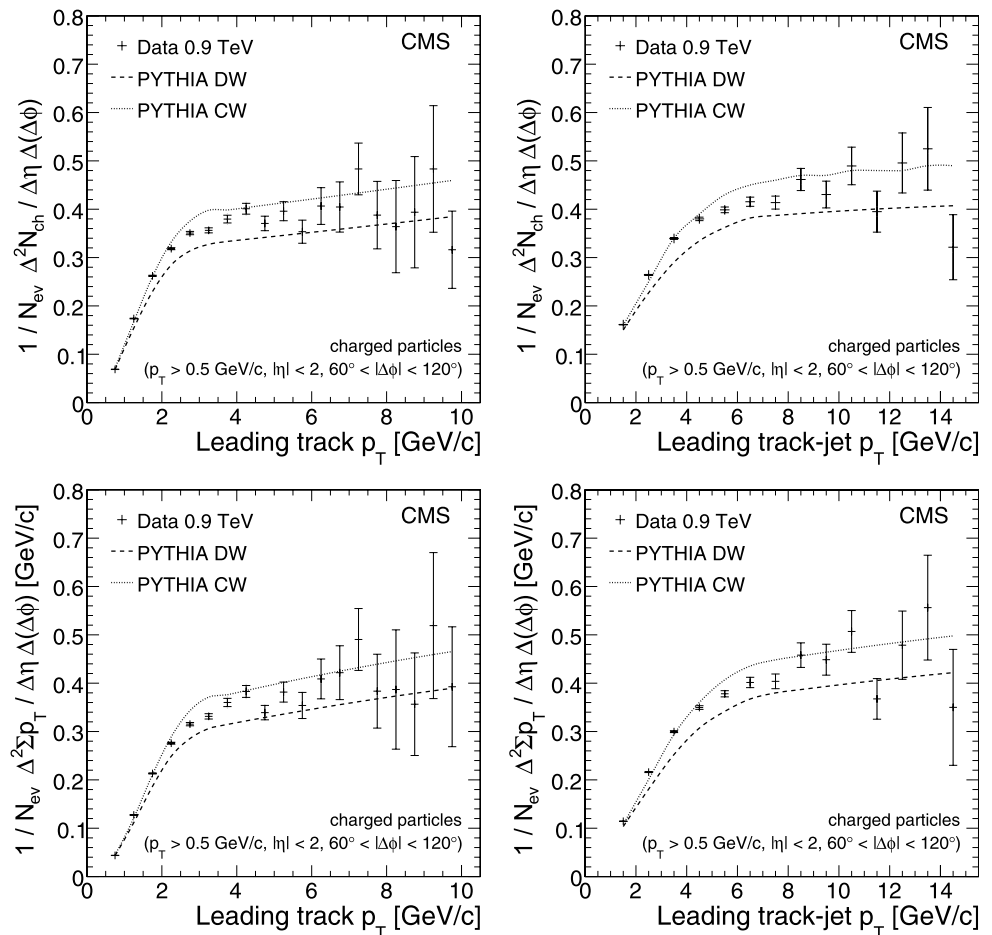 0.8
0.7
0.6
0.5
0.4
0.3
0.2
0.1
0
1 / N_ev Δ²N_ch / Δη Δ(Δφ)
CMS
Data 0.9 TeV
PYTHIA DW
PYTHIA CW
charged particles
(p_T > 0.5 GeV/c, |η| < 2, 60° < |Δφ| < 120°)
0 2 4 6 8 10
Leading track p_T [GeV/c]
0.8
0.7
0.6
0.5
0.4
0.3
0.2
0.1
0
1 / N_ev Δ²N_ch / Δη Δ(Δφ)
CMS
Data 0.9 TeV
PYTHIA DW
PYTHIA CW
charged particles
(p_T > 0.5 GeV/c, |η| < 2, 60° < |Δφ| < 120°)
0 2 4 6 8 10 12 14
Leading track-jet p_T [GeV/c]
0.8
0.7
0.6
0.5
0.4
0.3
0.2
0.1
0
1 / N_ev Δ²Σp_T / Δη Δ(Δφ) [GeV/c]
CMS
Data 0.9 TeV
PYTHIA DW
PYTHIA CW
charged particles
(p_T > 0.5 GeV/c, |η| < 2, 60° < |Δφ| < 120°)
0 2 4 6 8 10
Leading track p_T [GeV/c]
0.8
0.7
0.6
0.5
0.4
0.3
0.2
0.1
0
1 / N_ev Δ²Σp_T / Δη Δ(Δφ) [GeV/c]
CMS
Data 0.9 TeV
PYTHIA DW
PYTHIA CW
charged particles
(p_T > 0.5 GeV/c, |η| < 2, 60° < |Δφ| < 120°)
0 2 4 6 8 10 12 14
Leading track-jet p_T [GeV/c]